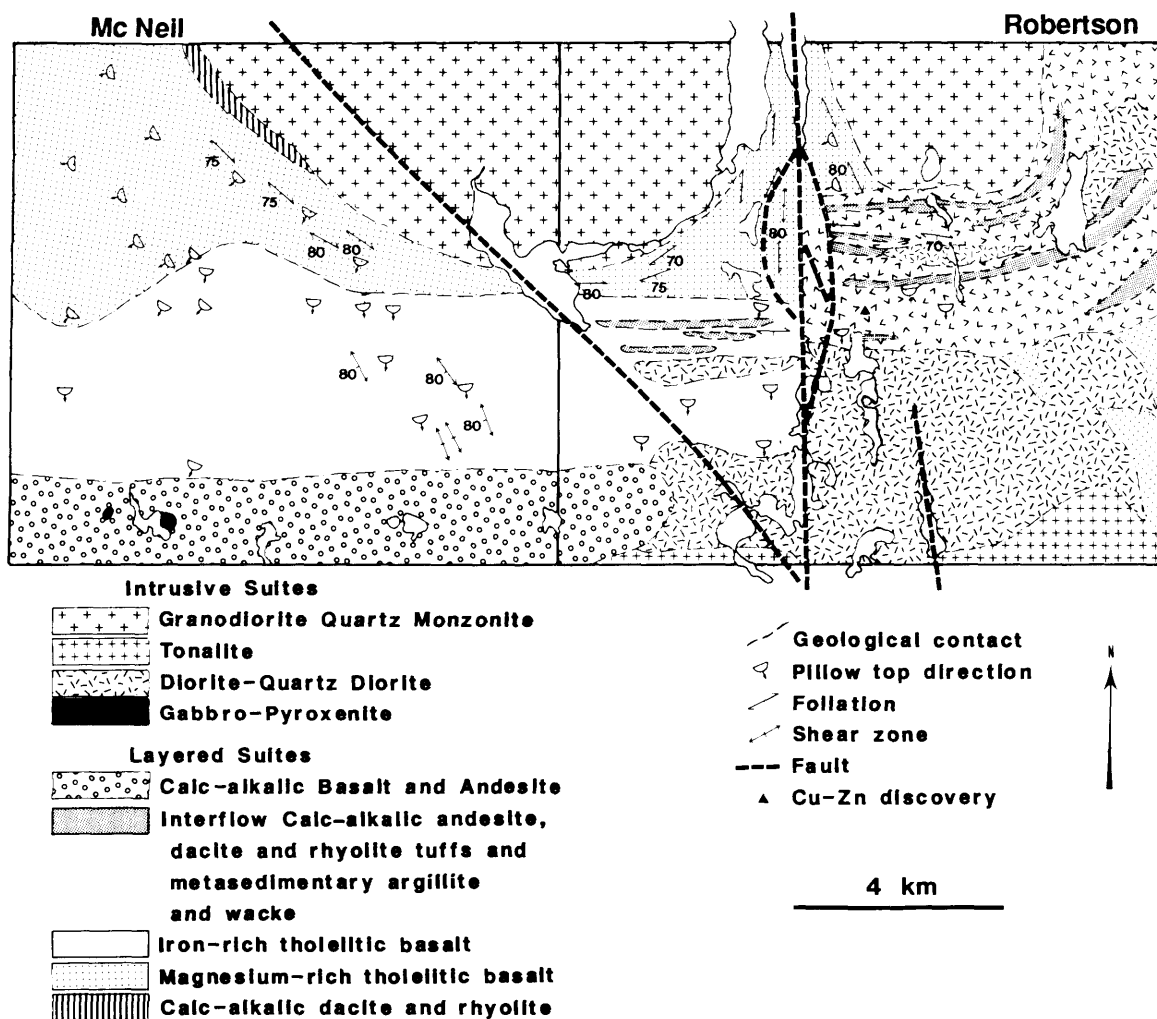 Mc Neil
Robertson
75
75
80
80
80
80
80
80
70
75
80
80
70
Intrusive Suites
Granodiorite Quartz Monzonite
Tonalite
Diorite-Quartz Diorite
Gabbro-Pyroxenite
Layered Suites
Calc-alkalic Basalt and Andesite
Interflow Calc-alkalic andesite,
dacite and rhyolite tuffs and
metasedimentary argillite
and wacke
Iron-rich tholeiitic basalt
Magnesium-rich tholeiitic basalt
Calc-alkalic dacite and rhyolite
Geological contact
Pillow top direction
Foliation
Shear zone
Fault
Cu-Zn discovery
N
4 km